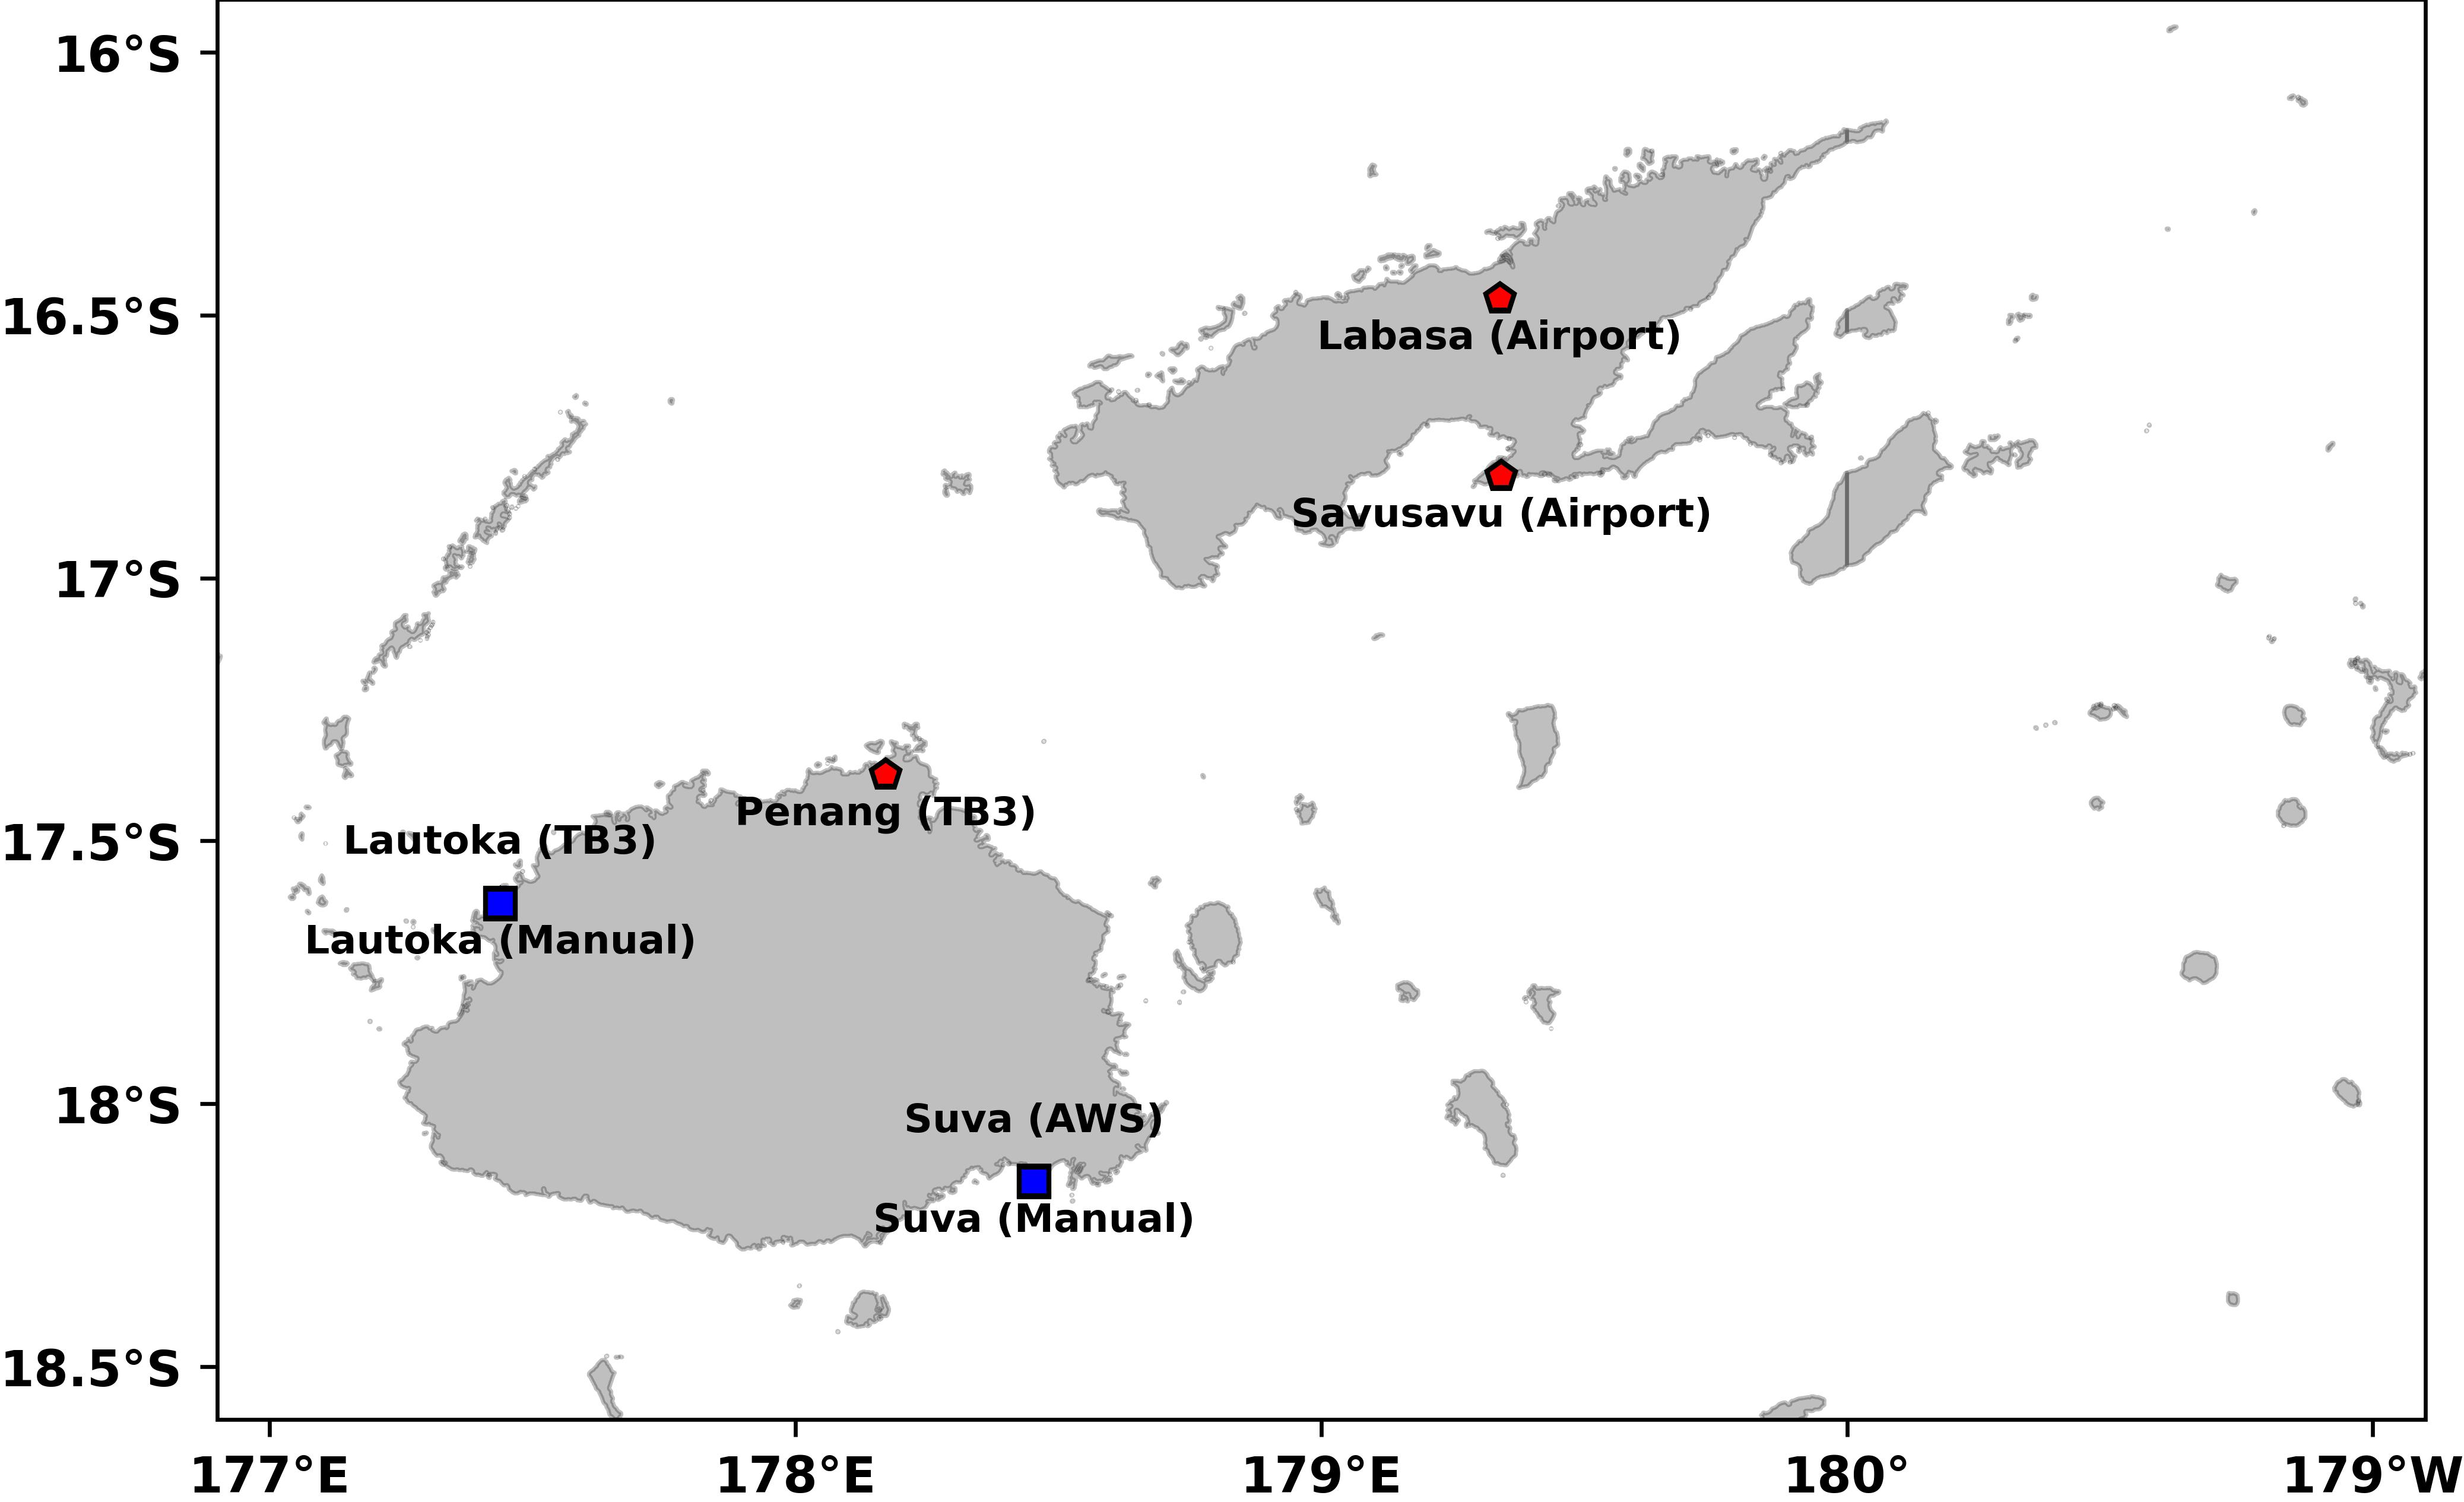 16°S
16.5°S
Labasa (Airport)
Savusavu (Airport)
17°S
Penang (TB3)
17.5°S
Lautoka (TB3)
Lautoka (Manual)
18°S
Suva (AWS)
Suva (Manual)
18.5°S
177°E
178°E
179°E
180°
179°W